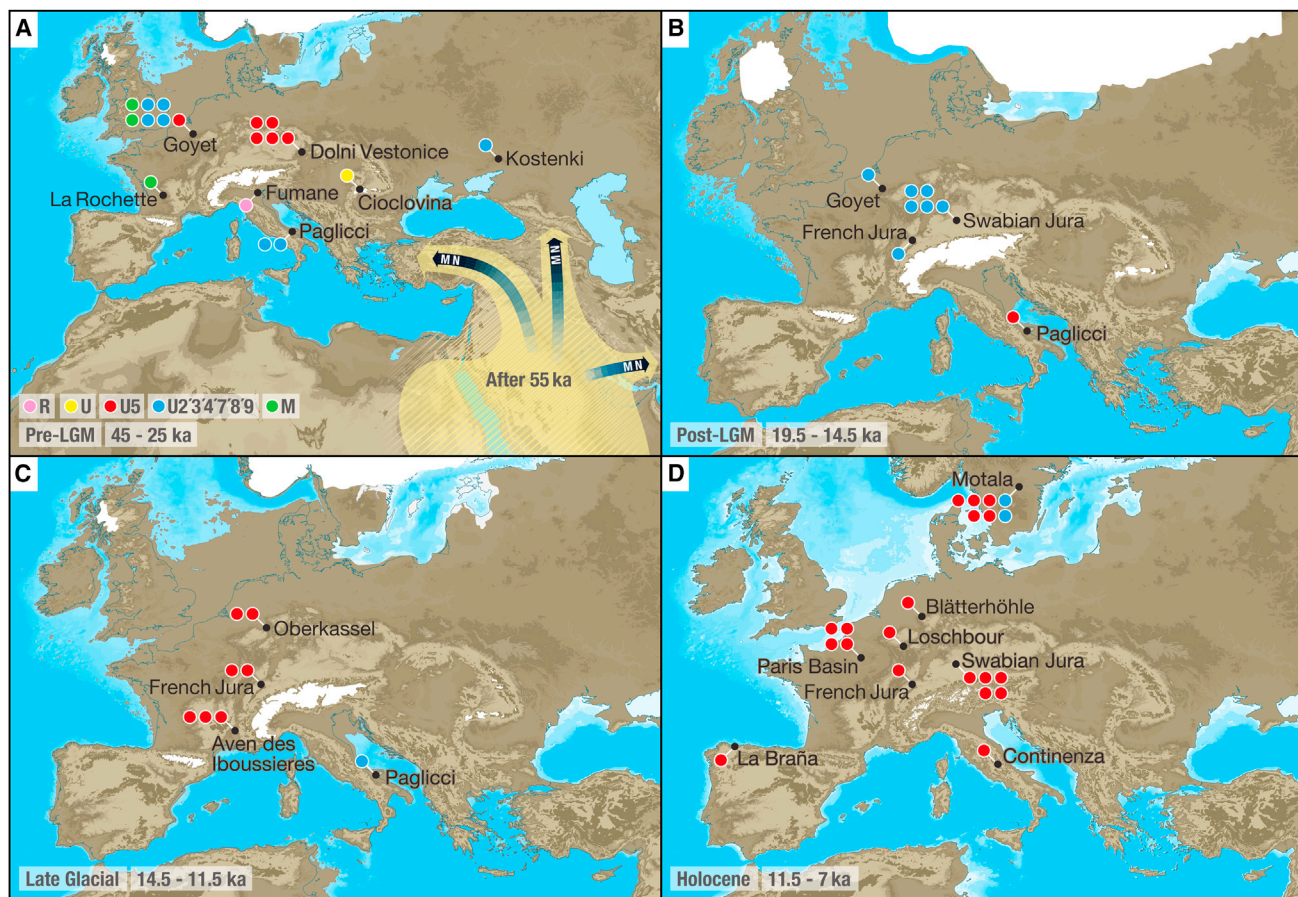 A
Goyet
Dolni Vestonice
Kostenki
La Rochette
Fumane
Cioclovina
Paglicci
M N
M N
M N
After 55 ka
R U U5 U2'3'4'7'8'9 M
Pre-LGM 45 - 25 ka
B
Goyet
Swabian Jura
French Jura
Paglicci
Post-LGM 19.5 - 14.5 ka
C
Oberkassel
French Jura
Aven des
Iboussieres
Paglicci
Late Glacial 14.5 - 11.5 ka
D
Motala
Blätterhöhle
Loschbour
Paris Basin
Swabian Jura
French Jura
La Braña
Continenza
Holocene 11.5 - 7 ka